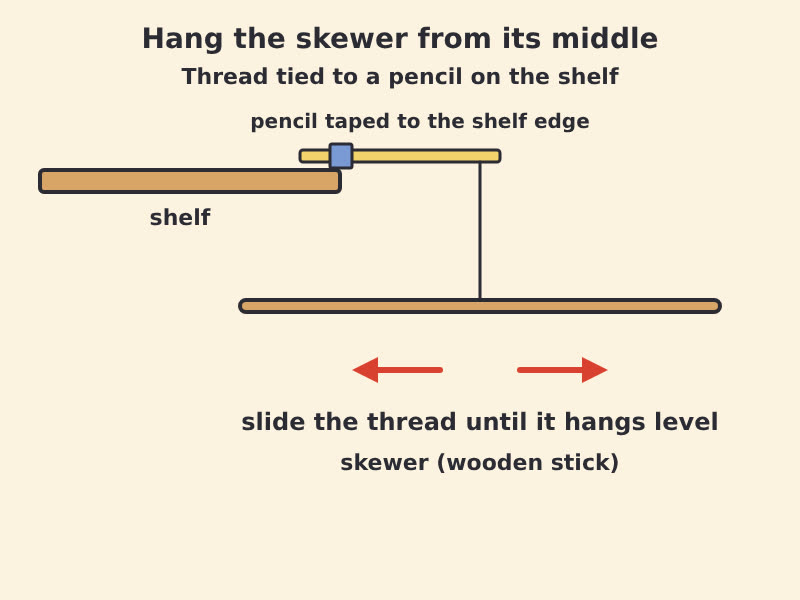 Hang the skewer from its middle
Thread tied to a pencil on the shelf
pencil taped to the shelf edge
shelf
slide the thread until it hangs level
skewer (wooden stick)